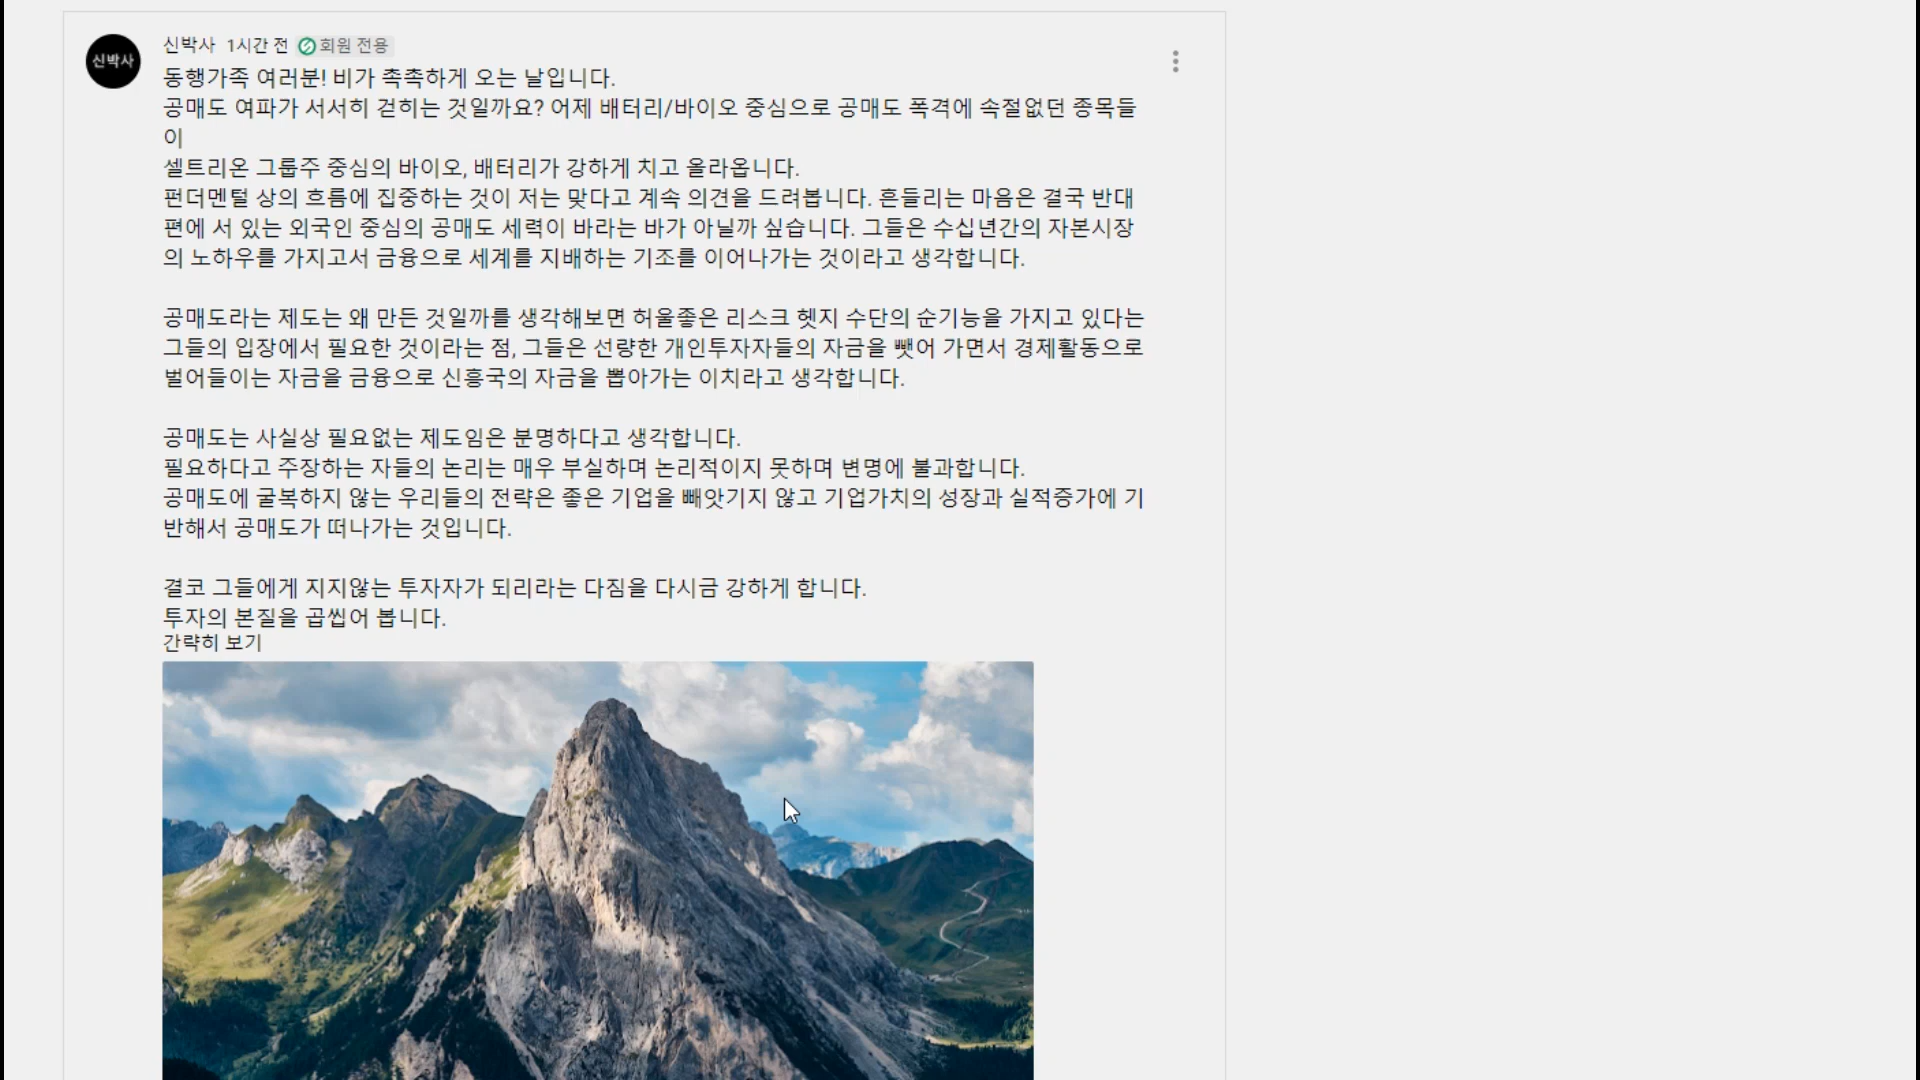 신박사
신박사 1시간 전 회원 전용
동행가족 여러분! 비가 촉촉하게 오는 날입니다.
공매도 여파가 서서히 걷히는 것일까요? 어제 배터리/바이오 중심으로 공매도 폭격에 속절없던 종목들
이
셀트리온 그룹주 중심의 바이오, 배터리가 강하게 치고 올라옵니다.
펀더멘털 상의 흐름에 집중하는 것이 저는 맞다고 계속 의견을 드려봅니다. 흔들리는 마음은 결국 반대
편에 서 있는 외국인 중심의 공매도 세력이 바라는 바가 아닐까 싶습니다. 그들은 수십년간의 자본시장
의 노하우를 가지고서 금융으로 세계를 지배하는 기조를 이어나가는 것이라고 생각합니다.
공매도라는 제도는 왜 만든 것일까를 생각해보면 허울좋은 리스크 헷지 수단의 순기능을 가지고 있다는
그들의 입장에서 필요한 것이라는 점, 그들은 선량한 개인투자자들의 자금을 뺏어 가면서 경제활동으로
벌어들이는 자금을 금융으로 신흥국의 자금을 뽑아가는 이치라고 생각합니다.
공매도는 사실상 필요없는 제도임은 분명하다고 생각합니다.
필요하다고 주장하는 자들의 논리는 매우 부실하며 논리적이지 못하며 변명에 불과합니다.
공매도에 굴복하지 않는 우리들의 전략은 좋은 기업을 빼앗기지 않고 기업가치의 성장과 실적증가에 기
반해서 공매도가 떠나가는 것입니다.
결코 그들에게 지지않는 투자자가 되리라는 다짐을 다시금 강하게 합니다.
투자의 본질을 곱씹어 봅니다.
간략히 보기